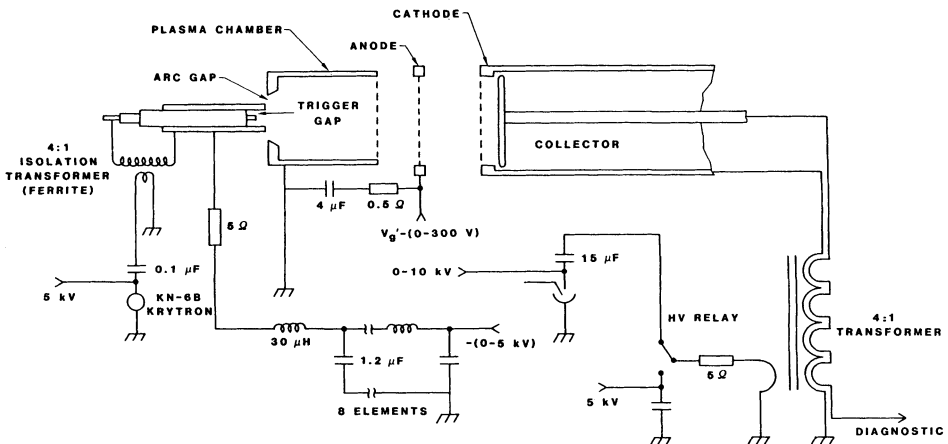 CATHODE
PLASMA CHAMBER
ANODE
ARC GAP
TRIGGER
GAP
4:1
ISOLATION
TRANSFORMER
(FERRITE)
COLLECTOR
4 μF
0.5 Ω
5 Ω
Vg'-(0-300 V)
0.1 μF
5 kV
KN-6B
KRYTRON
0-10 kV
15 μF
HV RELAY
4:1
TRANSFORMER
30 μH
-(0-5 kV)
1.2 μF
5 Ω
5 kV
8 ELEMENTS
DIAGNOSTIC